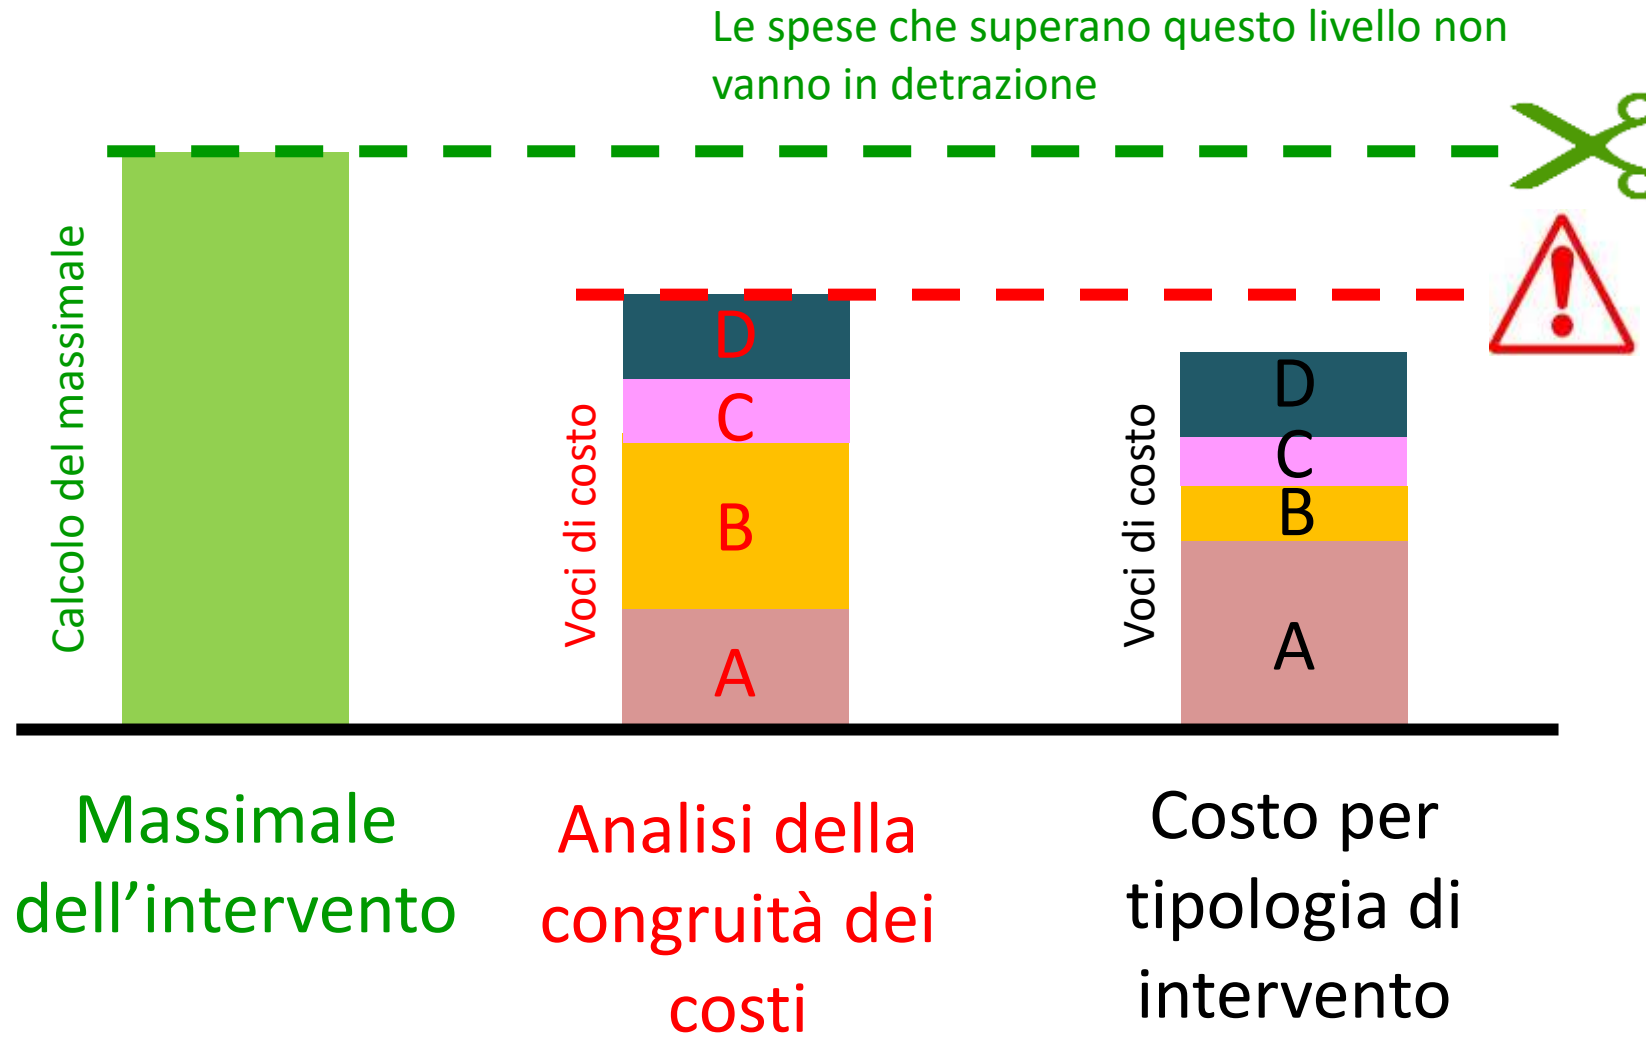 Le spese che superano questo livello non
vanno in detrazione
Calcolo del massimale
Voci di costo
D
C
B
A
Voci di costo
D
C
B
A
Massimale
dell’intervento
Analisi della
congruità dei
costi
Costo per
tipologia di
intervento